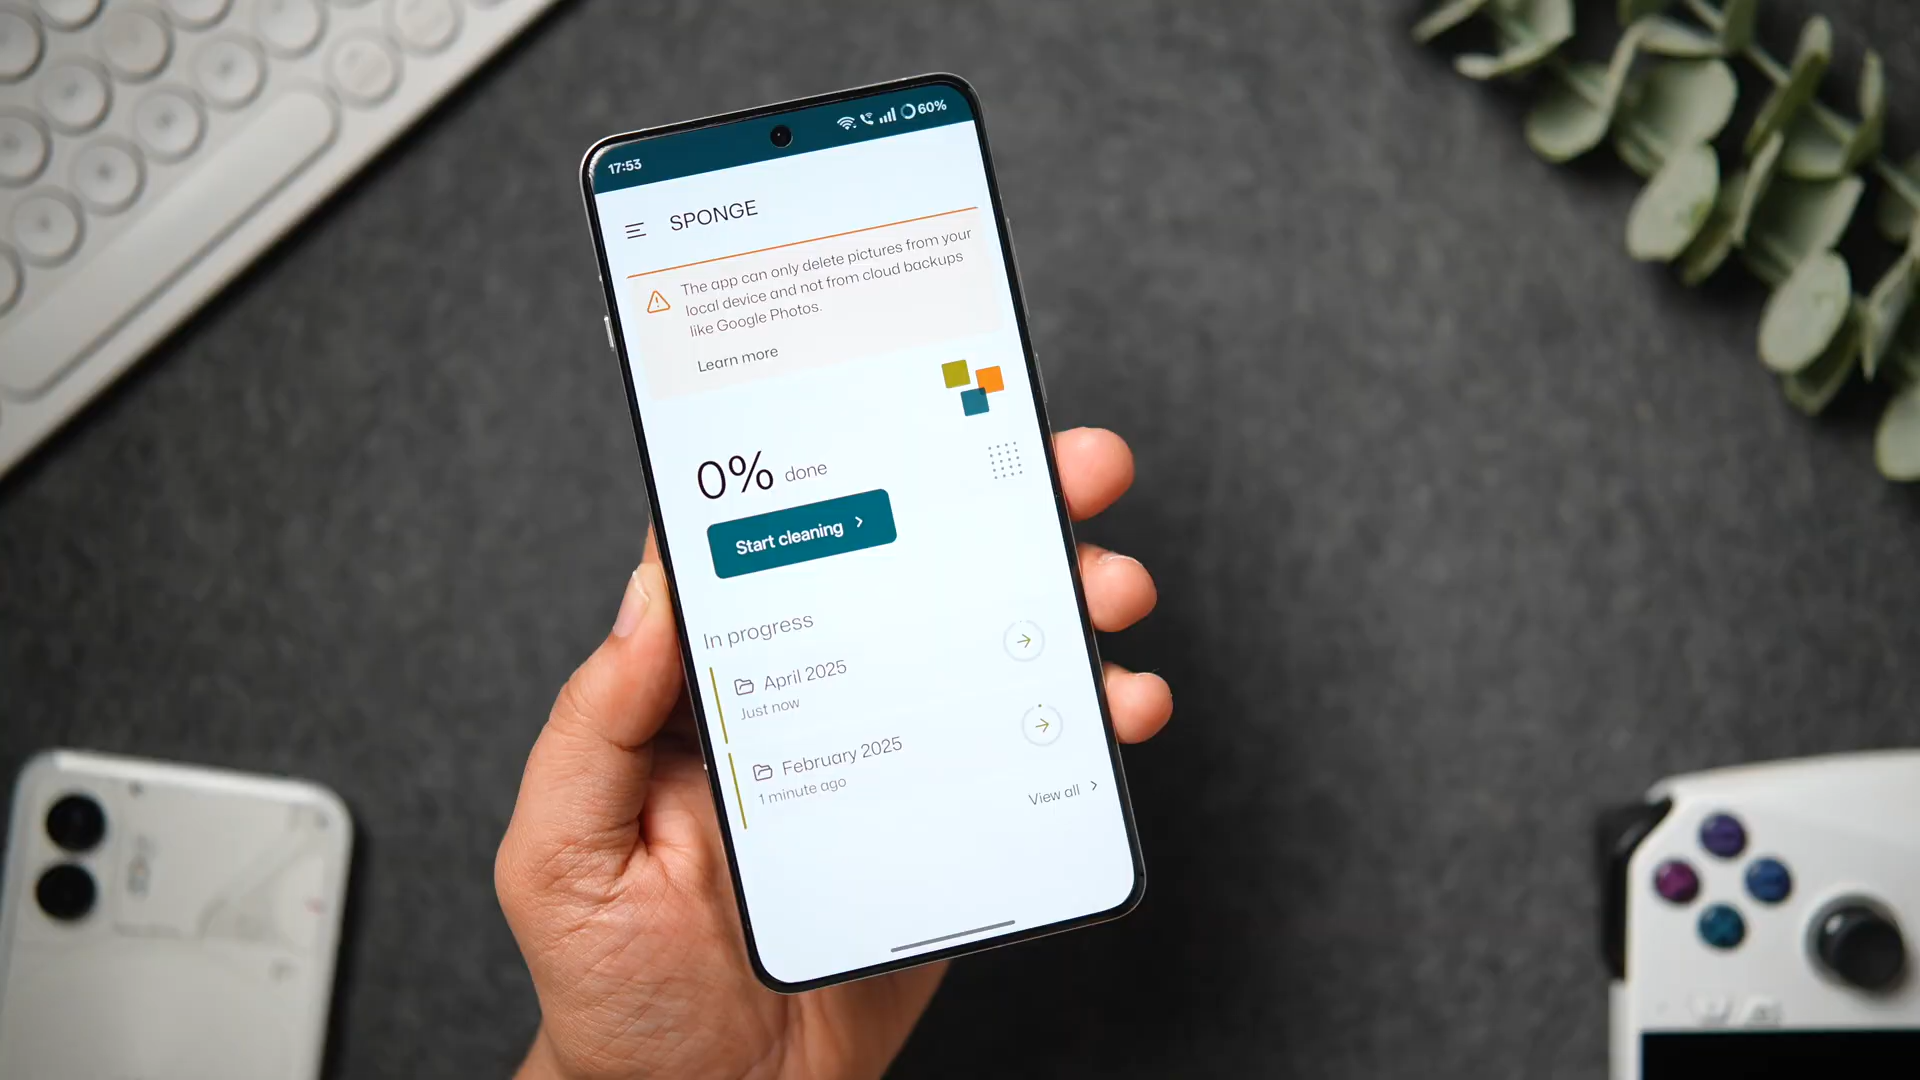 17:53
60%
SPONGE
The app can only delete pictures from your
local device and not from cloud backups
like Google Photos.
Learn more
0% done
Start cleaning
In progress
April 2025
Just now
February 2025
1 minute ago
View all